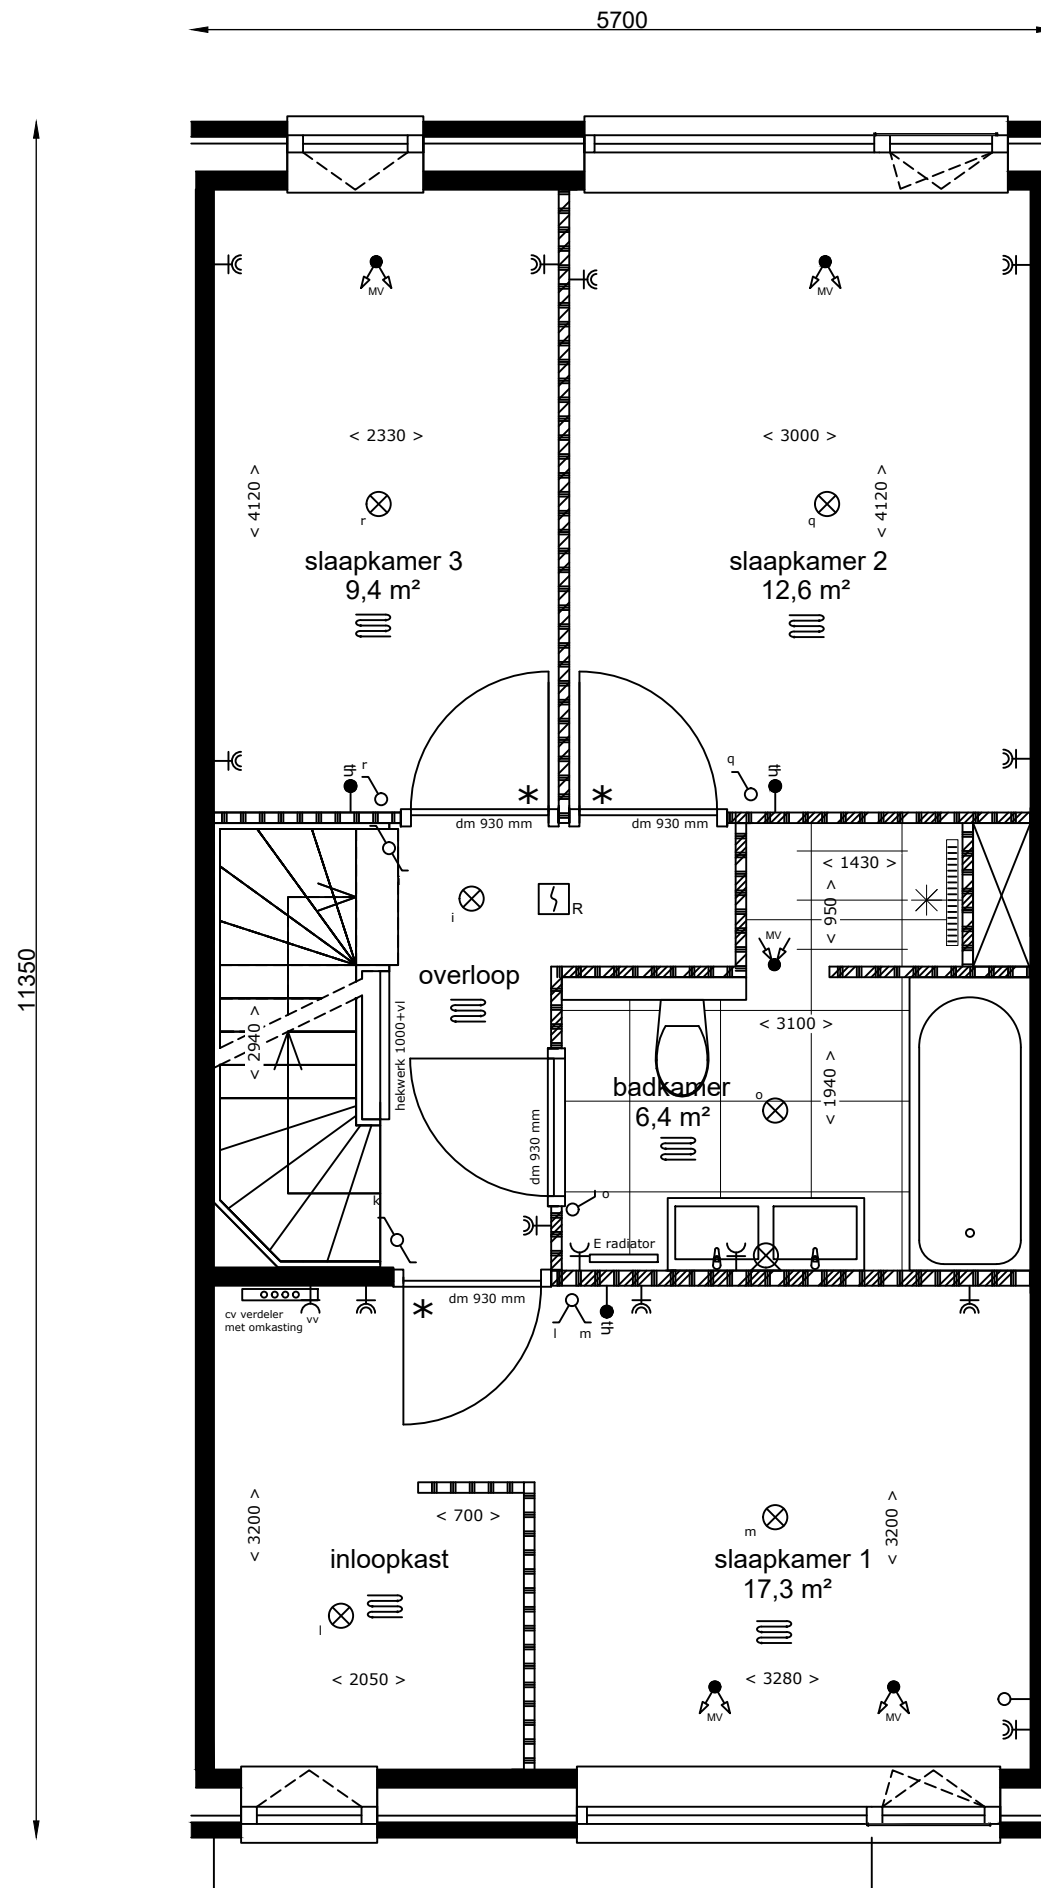 5700
11350
MV
MV
< 2330 >
< 3000 >
< 4120 >
< 4120 >
r
q
slaapkamer 3
9,4 m²
slaapkamer 2
12,6 m²
th
r
q
th
*
*
dm 930 mm
dm 930 mm
< 1430 >
< 950 >
i
R
MV
overloop
< 2940 >
hekwerk 1000+vl
< 3100 >
badkamer
6,4 m²
o
< 1940 >
dm 930 mm
k
o
E radiator
cv verdeler
met omkasting
vv
*
dm 930 mm
l
m
th
< 3200 >
< 700 >
m
< 3200 >
inloopkast
slaapkamer 1
17,3 m²
l
< 2050 >
< 3280 >
MV
MV